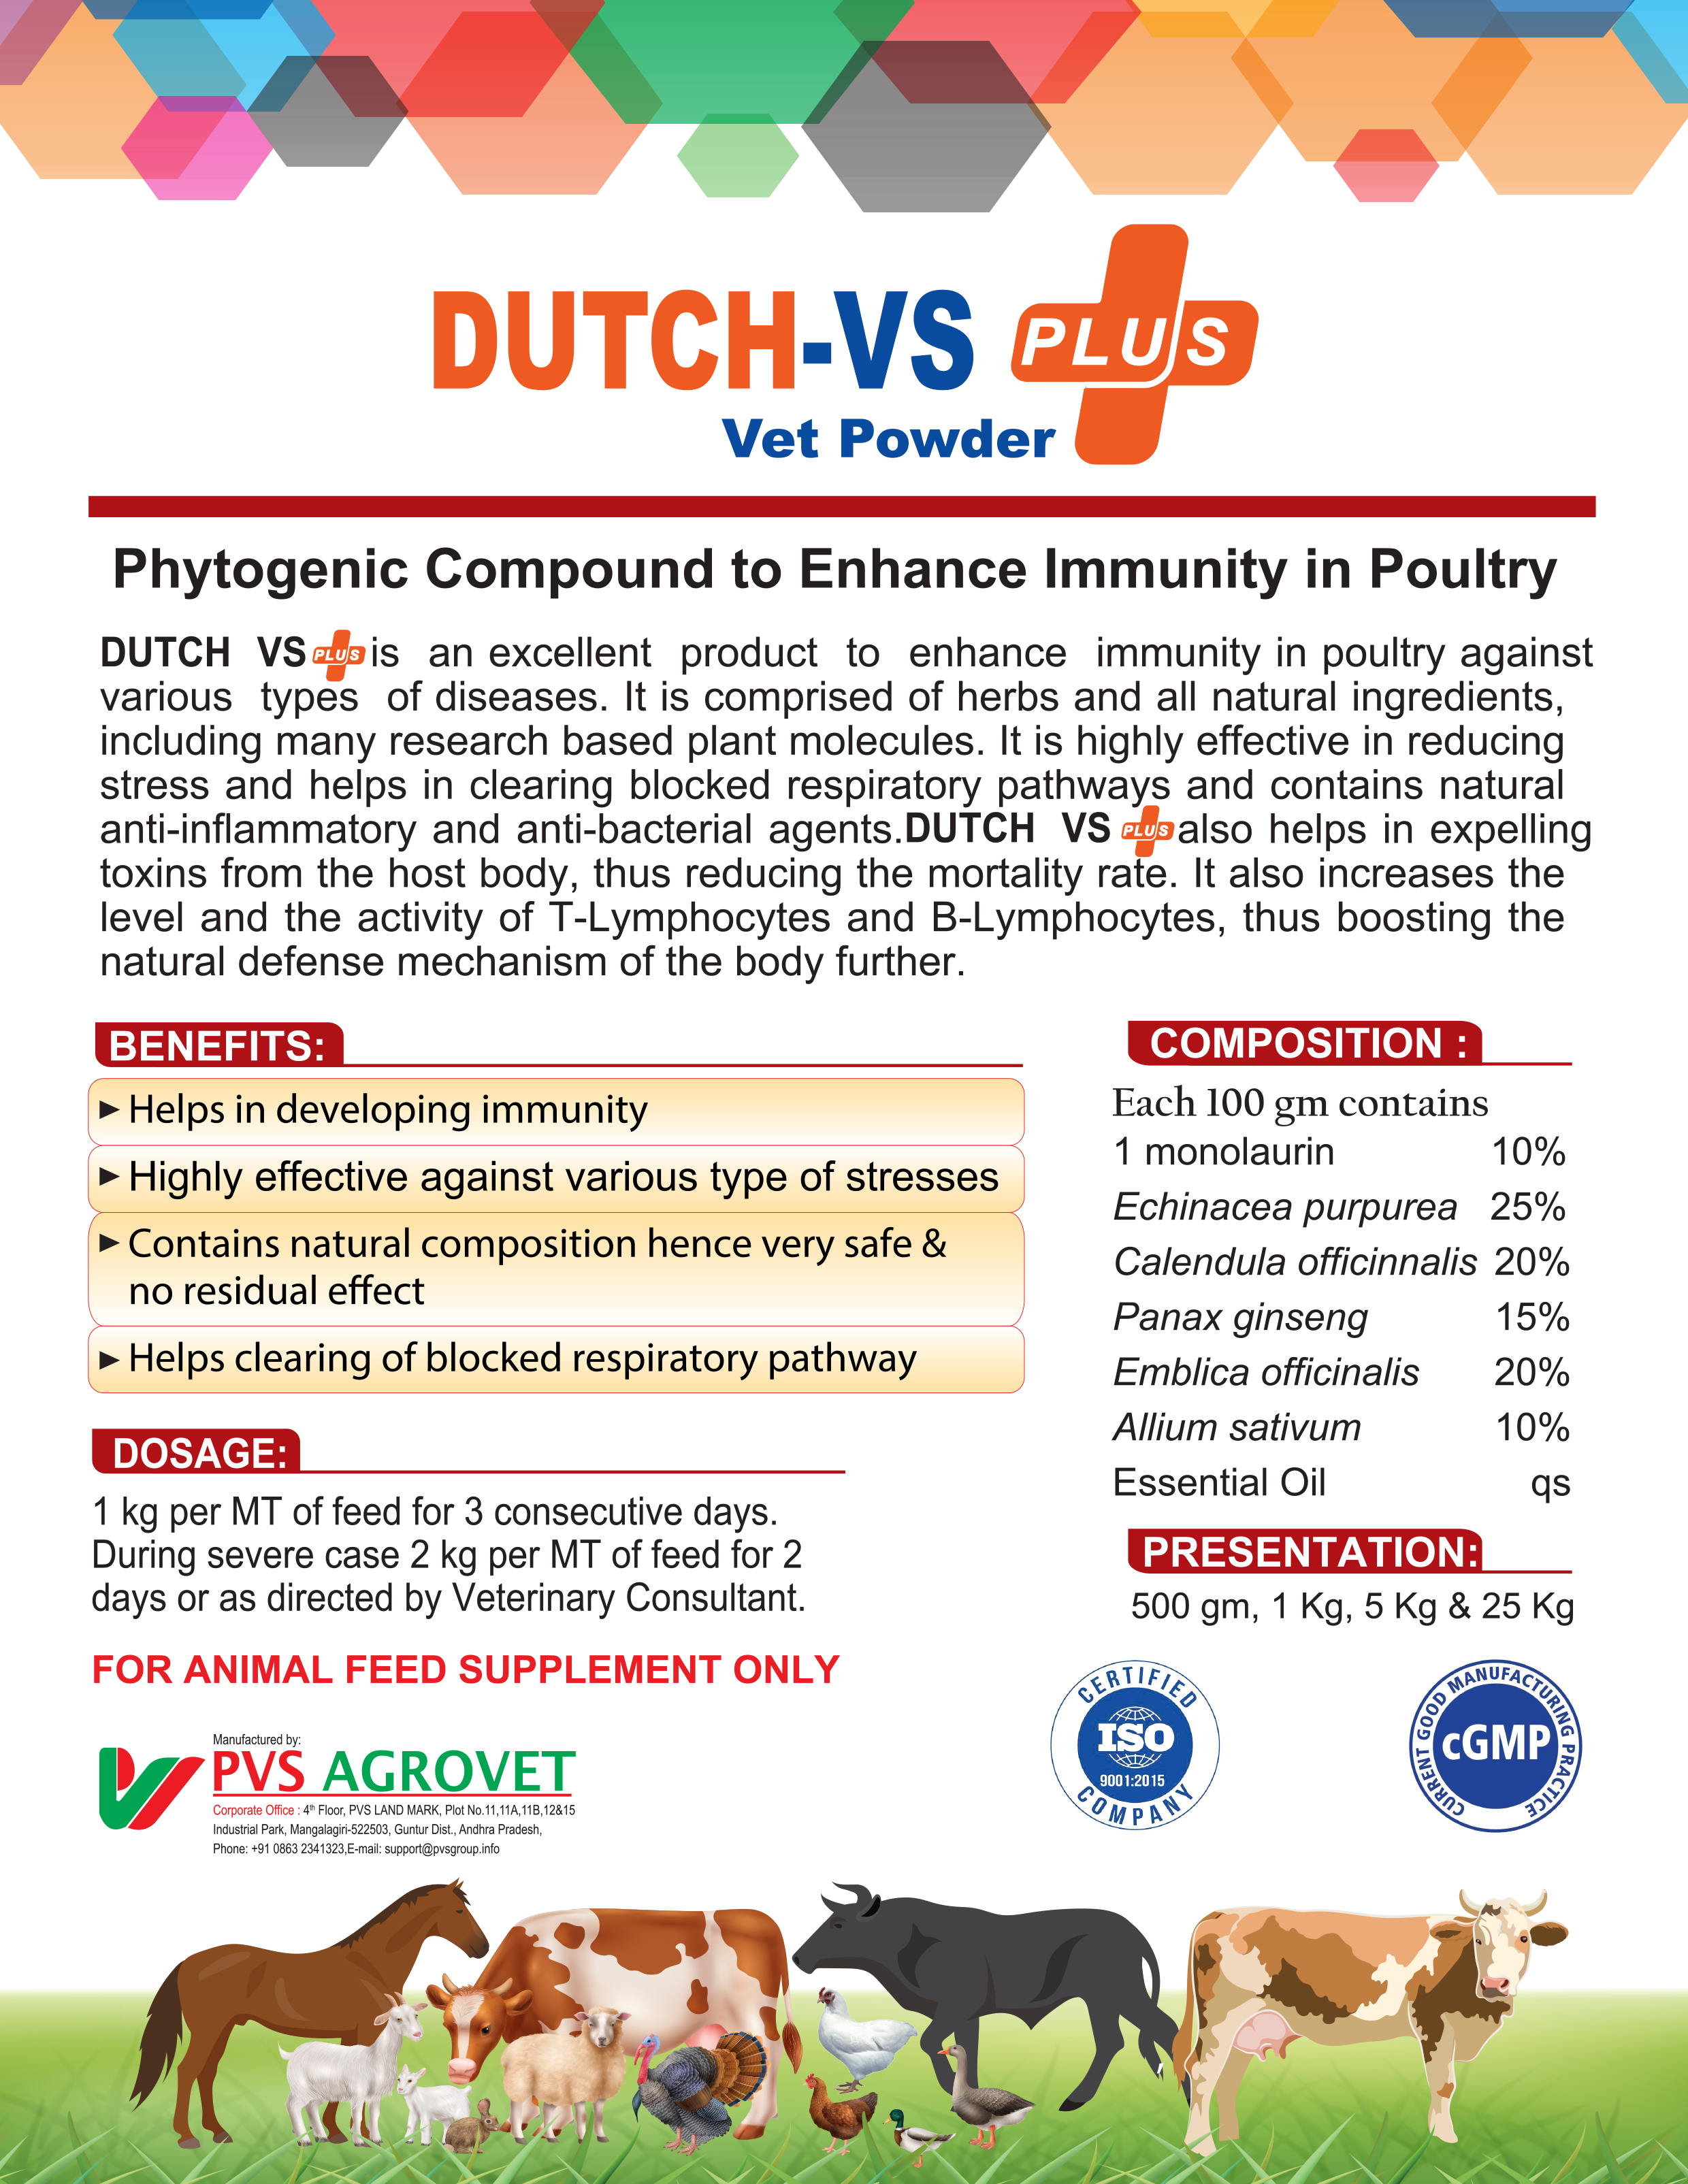 DUTCH-VS PLUS
Vet Powder
Phytogenic Compound to Enhance Immunity in Poultry
DUTCH VS PLUS is an excellent product to enhance immunity in poultry against
various types of diseases. It is comprised of herbs and all natural ingredients,
including many research based plant molecules. It is highly effective in reducing
stress and helps in clearing blocked respiratory pathways and contains natural
anti-inflammatory and anti-bacterial agents.DUTCH VS PLUS also helps in expelling
toxins from the host body, thus reducing the mortality rate. It also increases the
level and the activity of T-Lymphocytes and B-Lymphocytes, thus boosting the
natural defense mechanism of the body further.
BENEFITS:
► Helps in developing immunity
► Highly effective against various type of stresses
► Contains natural composition hence very safe &
no residual effect
► Helps clearing of blocked respiratory pathway
DOSAGE:
1 kg per MT of feed for 3 consecutive days.
During severe case 2 kg per MT of feed for 2
days or as directed by Veterinary Consultant.
FOR ANIMAL FEED SUPPLEMENT ONLY
COMPOSITION :
Each 100 gm contains
1 monolaurin 10%
Echinacea purpurea 25%
Calendula officinnalis 20%
Panax ginseng 15%
Emblica officinalis 20%
Allium sativum 10%
Essential Oil qs
PRESENTATION:
500 gm, 1 Kg, 5 Kg & 25 Kg
Manufactured by:
PVS AGROVET
Corporate Office : 4th Floor, PVS LAND MARK, Plot No.11,11A,11B,12&15
Industrial Park, Mangalagiri-522503, Guntur Dist., Andhra Pradesh,
Phone: +91 0863 2341323,E-mail: support@pvsgroup.info
CERTIFIED
ISO
9001:2015
COMPANY
CURRENT GOOD MANUFACTURING PRACTICE
cGMP